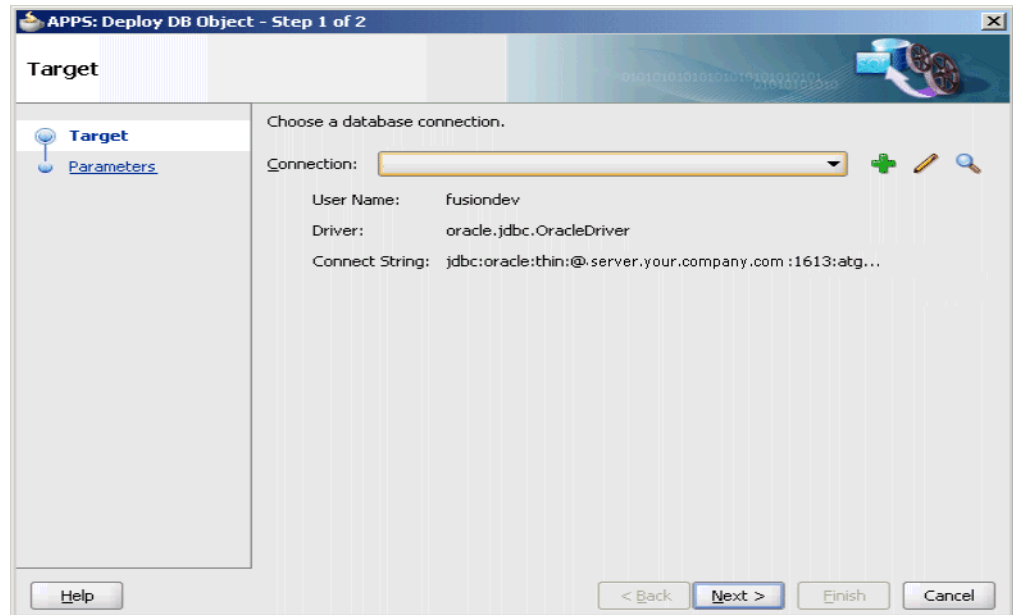 APPS: Deploy DB Object - Step 1 of 2
Target
Target
Parameters
Choose a database connection.
Connection:
User Name: fusiondev
Driver: oracle.jdbc.OracleDriver
Connect String: jdbc:oracle:thin:@.server.your.company.com :1613:atg...
Help
< Back
Next >
Finish
Cancel